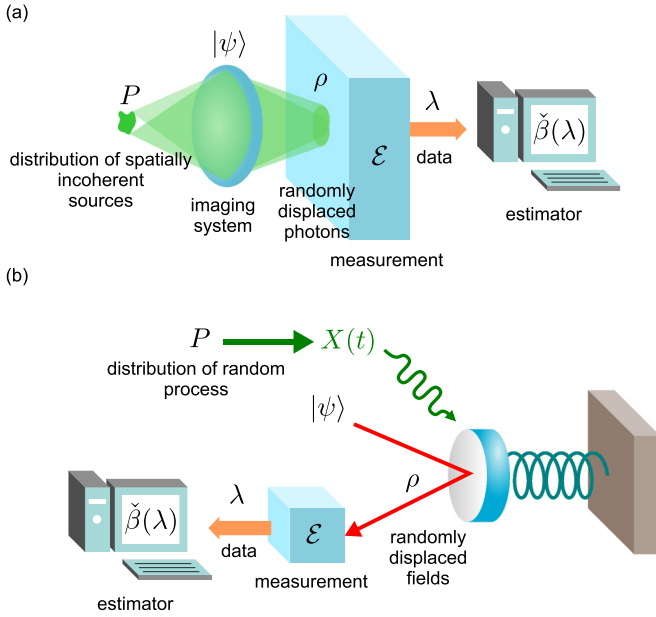 (a)
|ψ⟩
P
ρ
λ
β̌(λ)
ℰ
data
distribution of spatially
incoherent
sources
imaging
system
randomly
displaced
photons
estimator
measurement
(b)
P
X(t)
distribution of random
process
|ψ⟩
ρ
λ
β̌(λ)
ℰ
data
randomly
displaced
fields
measurement
estimator